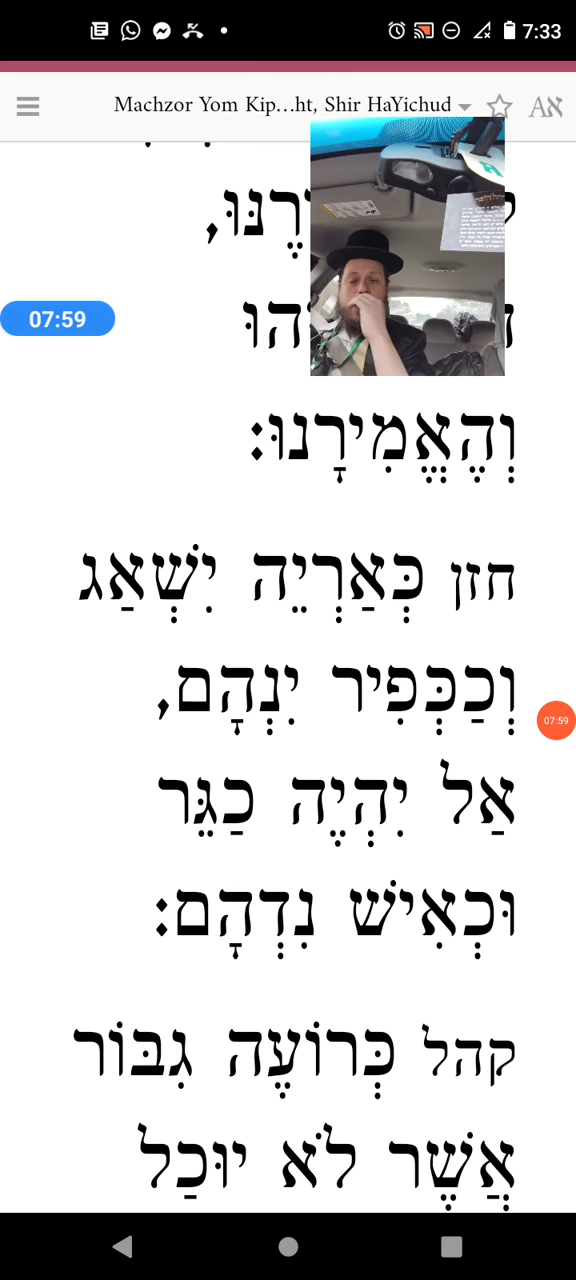 7:33
Machzor Yom Kip...ht, Shir HaYichud
Aא
07:59
וְהֶאֱמִירָנוּ:
חזן כְּאַרְיֵה יִשְׁאַג
וְכַכְּפִיר יִנְהָם,
07:59
אַל יִהְיֶה כַגֵּר
וּכְאִישׁ נִדְהָם:
קהל כְּרוֹעֶה גִבּוֹר
אֲשֶׁר לֹא יוּכַל